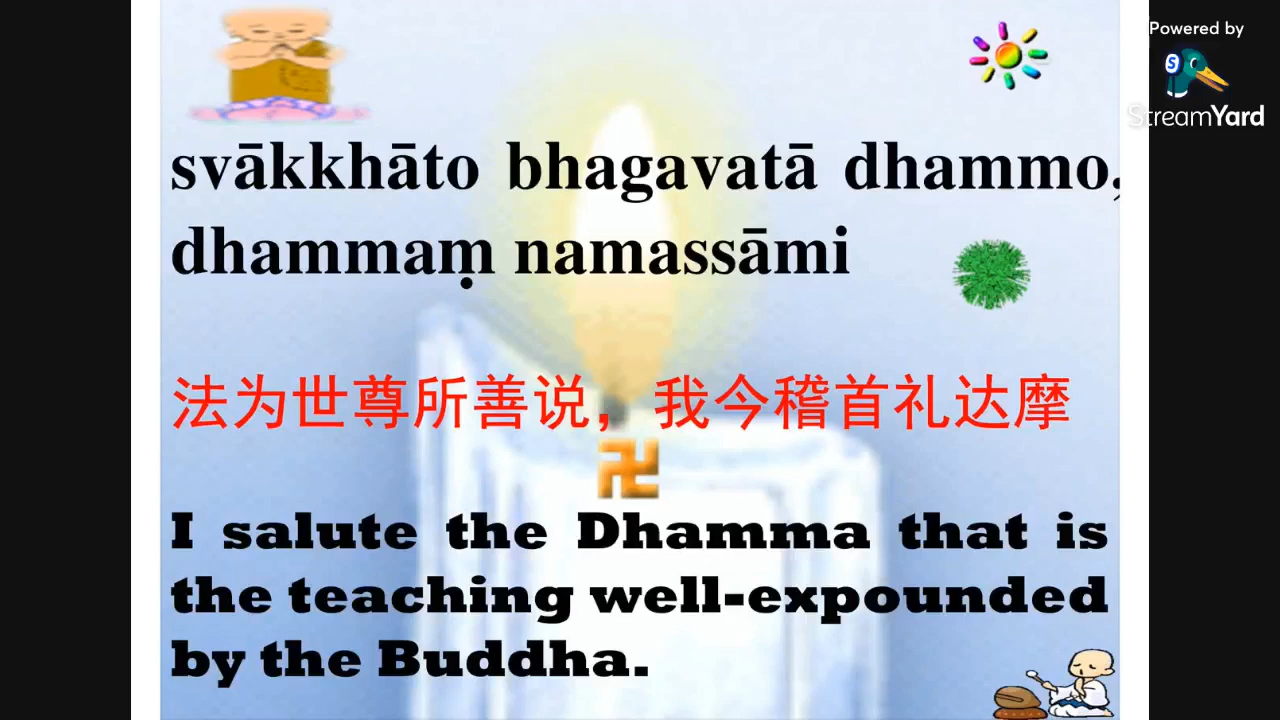 Powered by
StreamYard
svākkhāto bhagavatā dhammo,
dhammaṃ namassāmi
法为世尊所善说，我今稽首礼达摩
卍
I salute the Dhamma that is
the teaching well-expounded
by the Buddha.